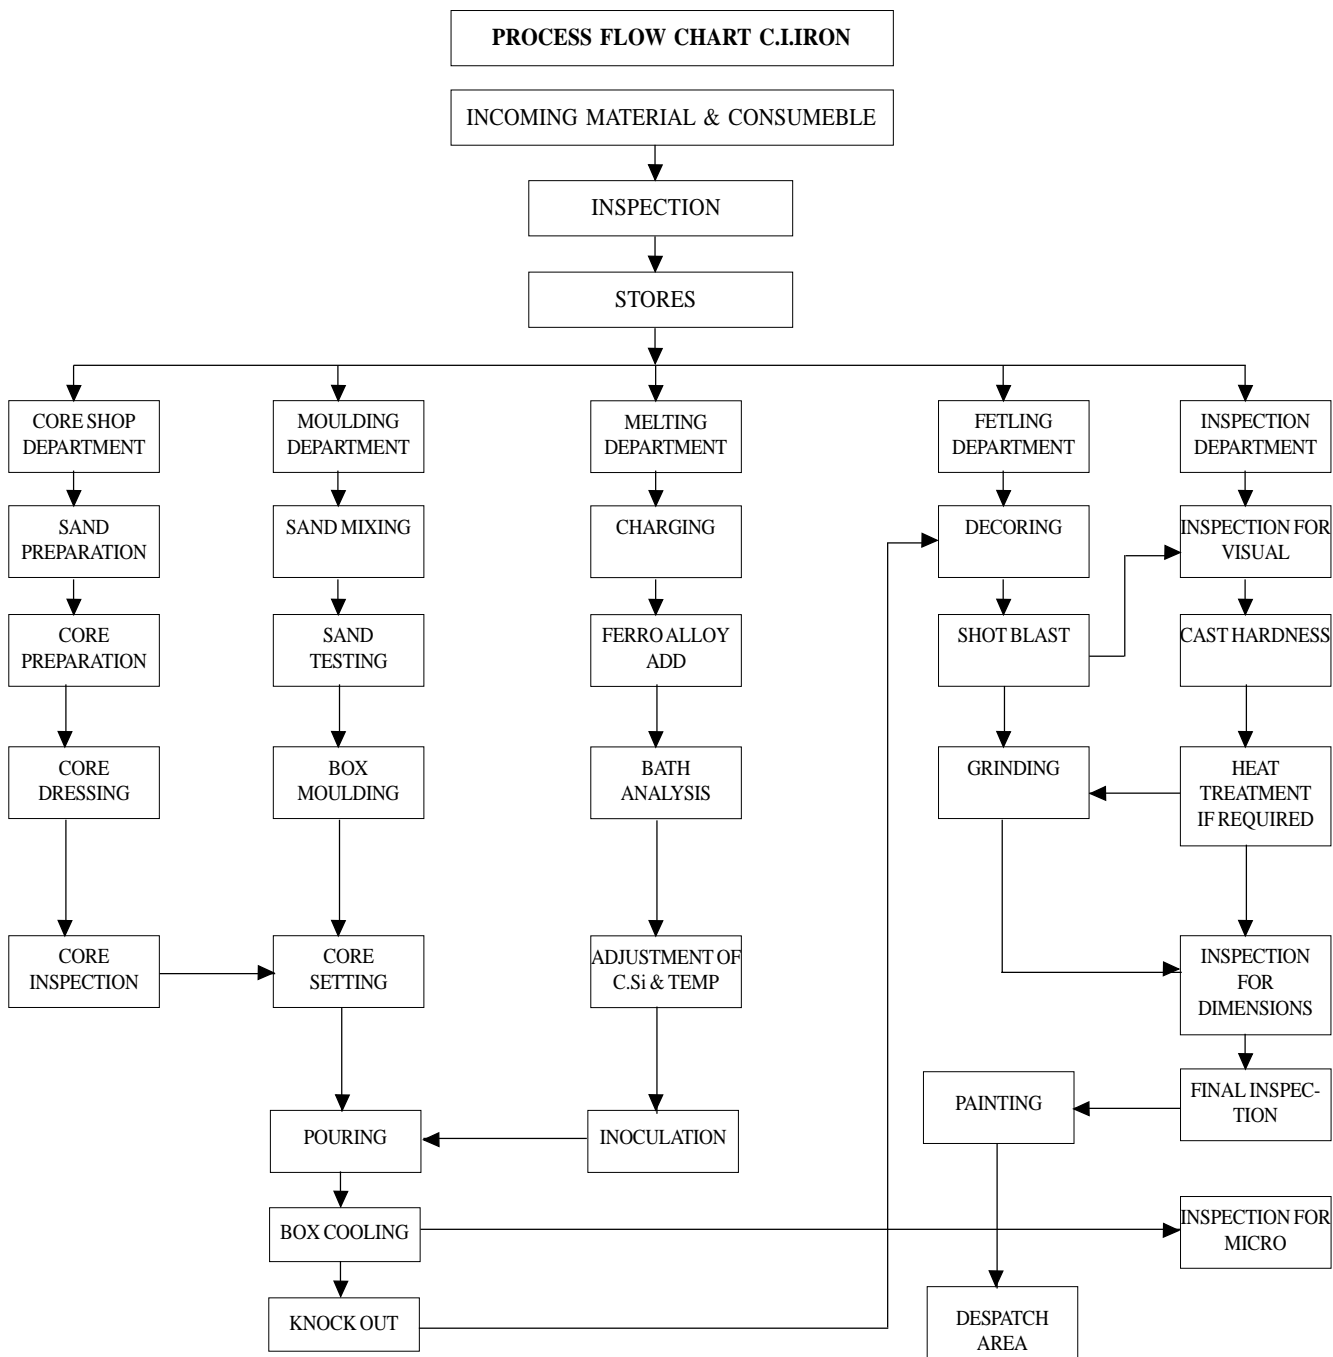 PROCESS FLOW CHART C.I.IRON
INCOMING MATERIAL & CONSUMEBLE
INSPECTION
STORES
CORE SHOP
DEPARTMENT
MOULDING
DEPARTMENT
MELTING
DEPARTMENT
FETLING
DEPARTMENT
INSPECTION
DEPARTMENT
SAND
PREPARATION
SAND MIXING
CHARGING
DECORING
INSPECTION FOR
VISUAL
CORE
PREPARATION
SAND
TESTING
FERRO ALLOY
ADD
SHOT BLAST
CAST HARDNESS
CORE
DRESSING
BOX
MOULDING
BATH
ANALYSIS
GRINDING
HEAT
TREATMENT
IF REQUIRED
CORE
INSPECTION
CORE
SETTING
ADJUSTMENT OF
C.Si & TEMP
INSPECTION
FOR
DIMENSIONS
POURING
INOCULATION
PAINTING
FINAL INSPEC-
TION
BOX COOLING
INSPECTION FOR
MICRO
KNOCK OUT
DESPATCH
AREA